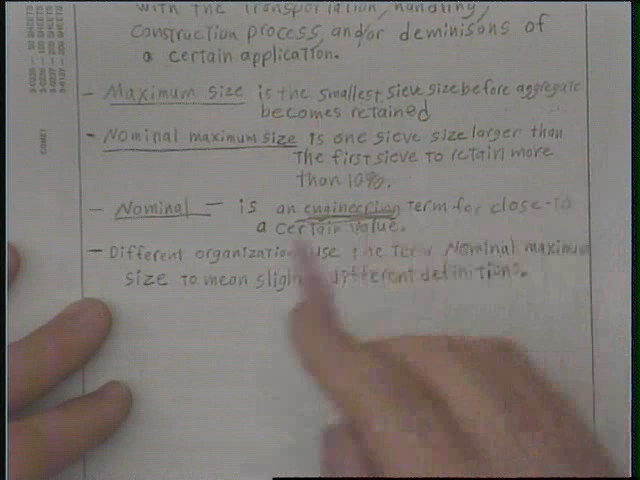 with the Transportation, handling,
construction process, and/or deminisons of
a certain application.
- Maximum size is the smallest sieve size before aggregate
becomes retained
- Nominal maximum size is one sieve size larger than
the first sieve to retain more
than 10%.
- Nominal - is an engineering term for close-to
a certain value.
- Different organization use the term Nominal maximum
size to mean sligh different definitions.
COMET